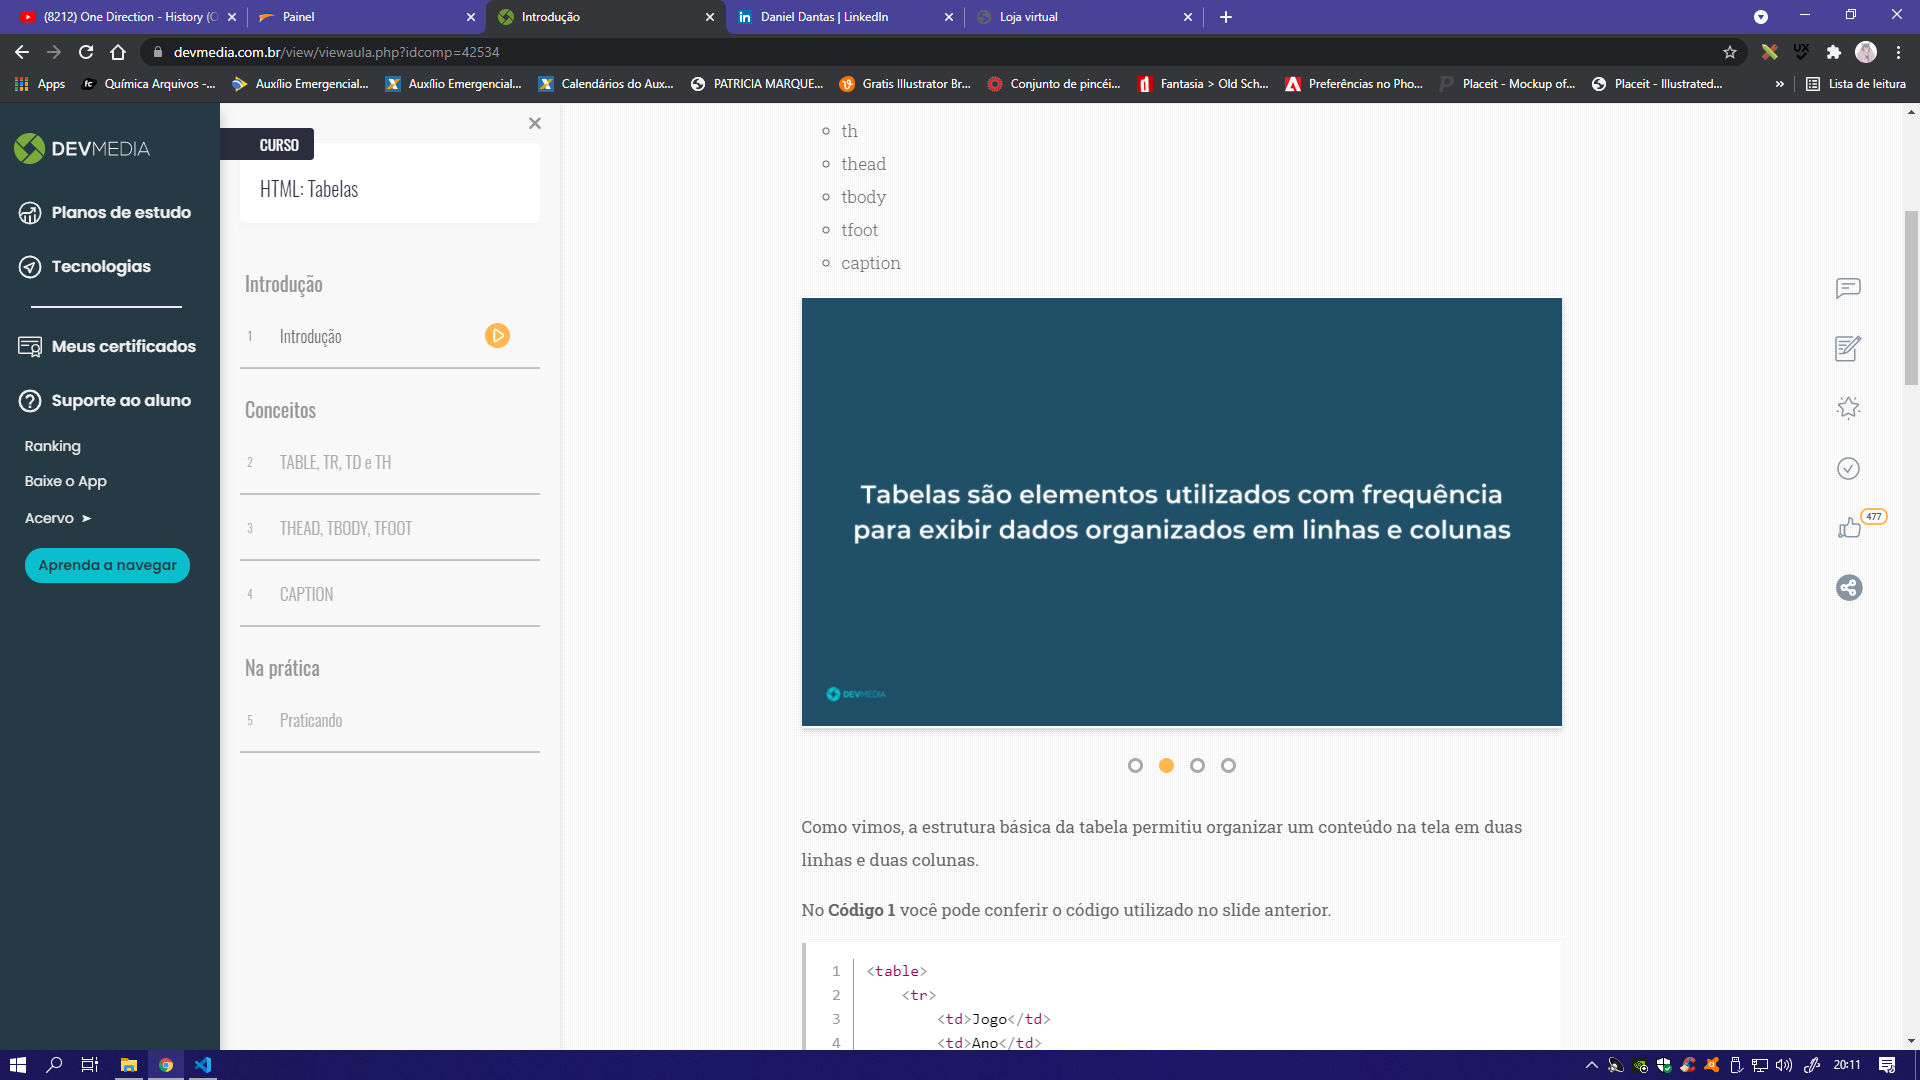 (8212) One Direction - History (O
Painel
Introdução
Daniel Dantas | LinkedIn
Loja virtual
devmedia.com.br/view/viewaula.php?idcomp=42534
Apps
Química Arquivos -...
Auxílio Emergencial...
Auxílio Emergencial...
Calendários do Aux...
PATRICIA MARQUE...
Gratis Illustrator Br...
Conjunto de pincéi...
Fantasia > Old Sch...
Preferências no Pho...
Placeit - Mockup of...
Placeit - Illustrated...
»
Lista de leitura
DEVMEDIA
Planos de estudo
Tecnologias
Meus certificados
Suporte ao aluno
Ranking
Baixe o App
Acervo ➤
Aprenda a navegar
CURSO
HTML: Tabelas
Introdução
1 Introdução
Conceitos
2 TABLE, TR, TD e TH
3 THEAD, TBODY, TFOOT
4 CAPTION
Na prática
5 Praticando
th
thead
tbody
tfoot
caption
Tabelas são elementos utilizados com frequência
para exibir dados organizados em linhas e colunas
DEVMEDIA
Como vimos, a estrutura básica da tabela permitiu organizar um conteúdo na tela em duas
linhas e duas colunas.
No Código 1 você pode conferir o código utilizado no slide anterior.
1 <table>
2 <tr>
3 <td>Jogo</td>
4 <td>Ano</td>
477
UX
20:11